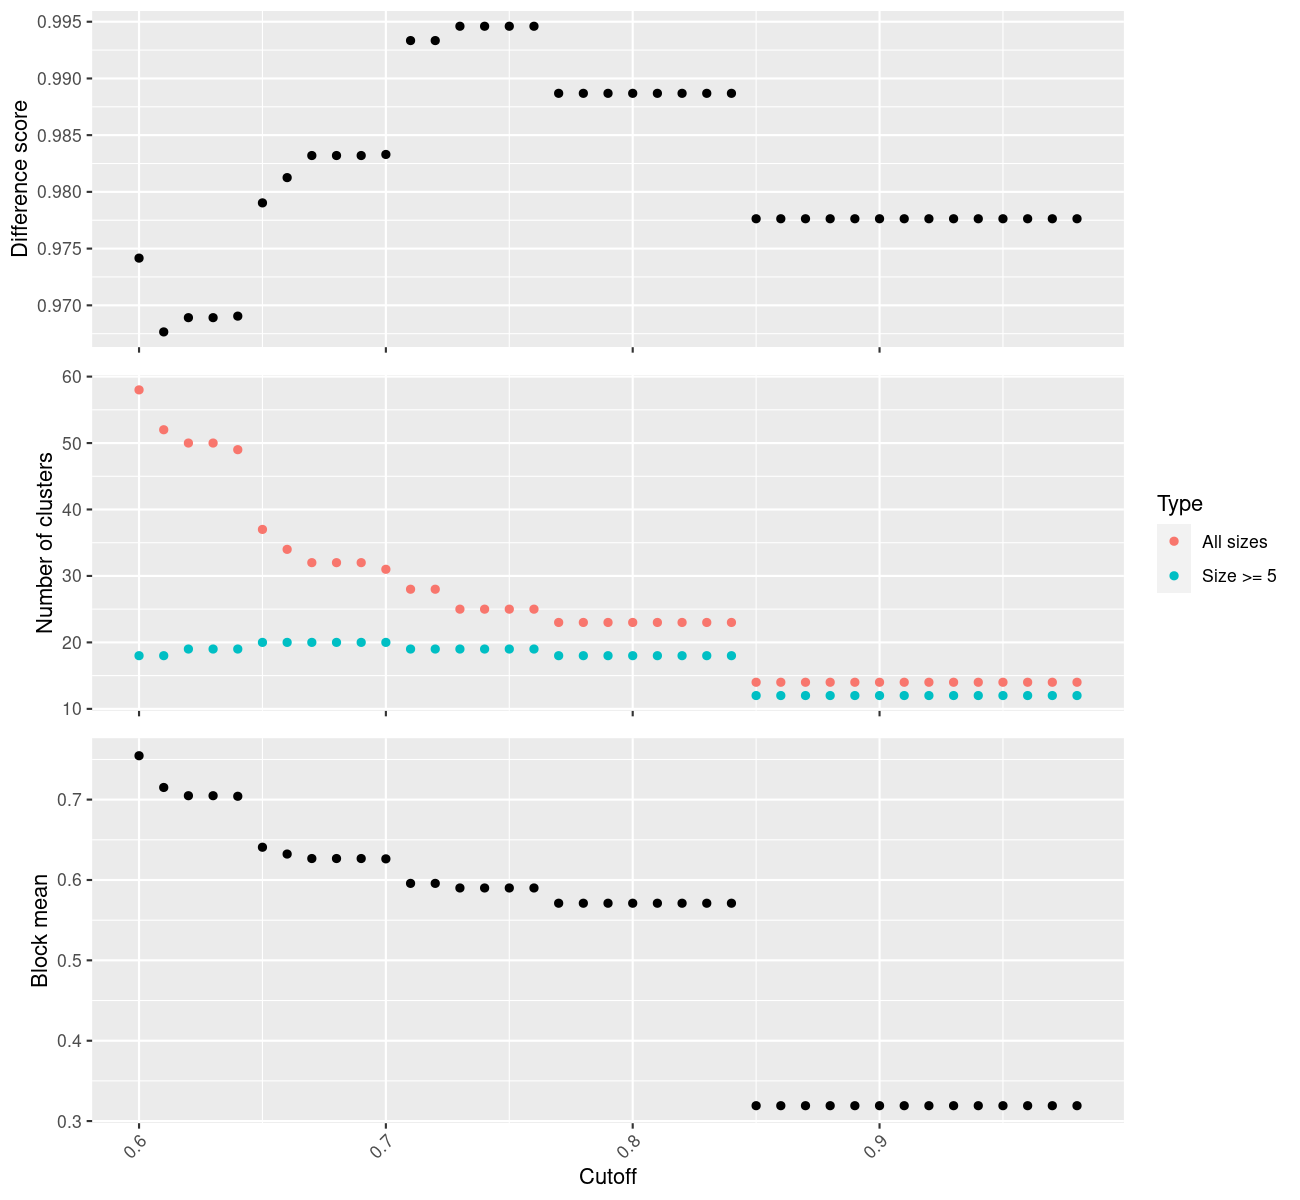 Difference score
0.995
0.990
0.985
0.980
0.975
0.970
Number of clusters
60
50
40
30
20
10
Type
All sizes
Size >= 5
Block mean
0.7
0.6
0.5
0.4
0.3
0.6 0.7 0.8 0.9
Cutoff